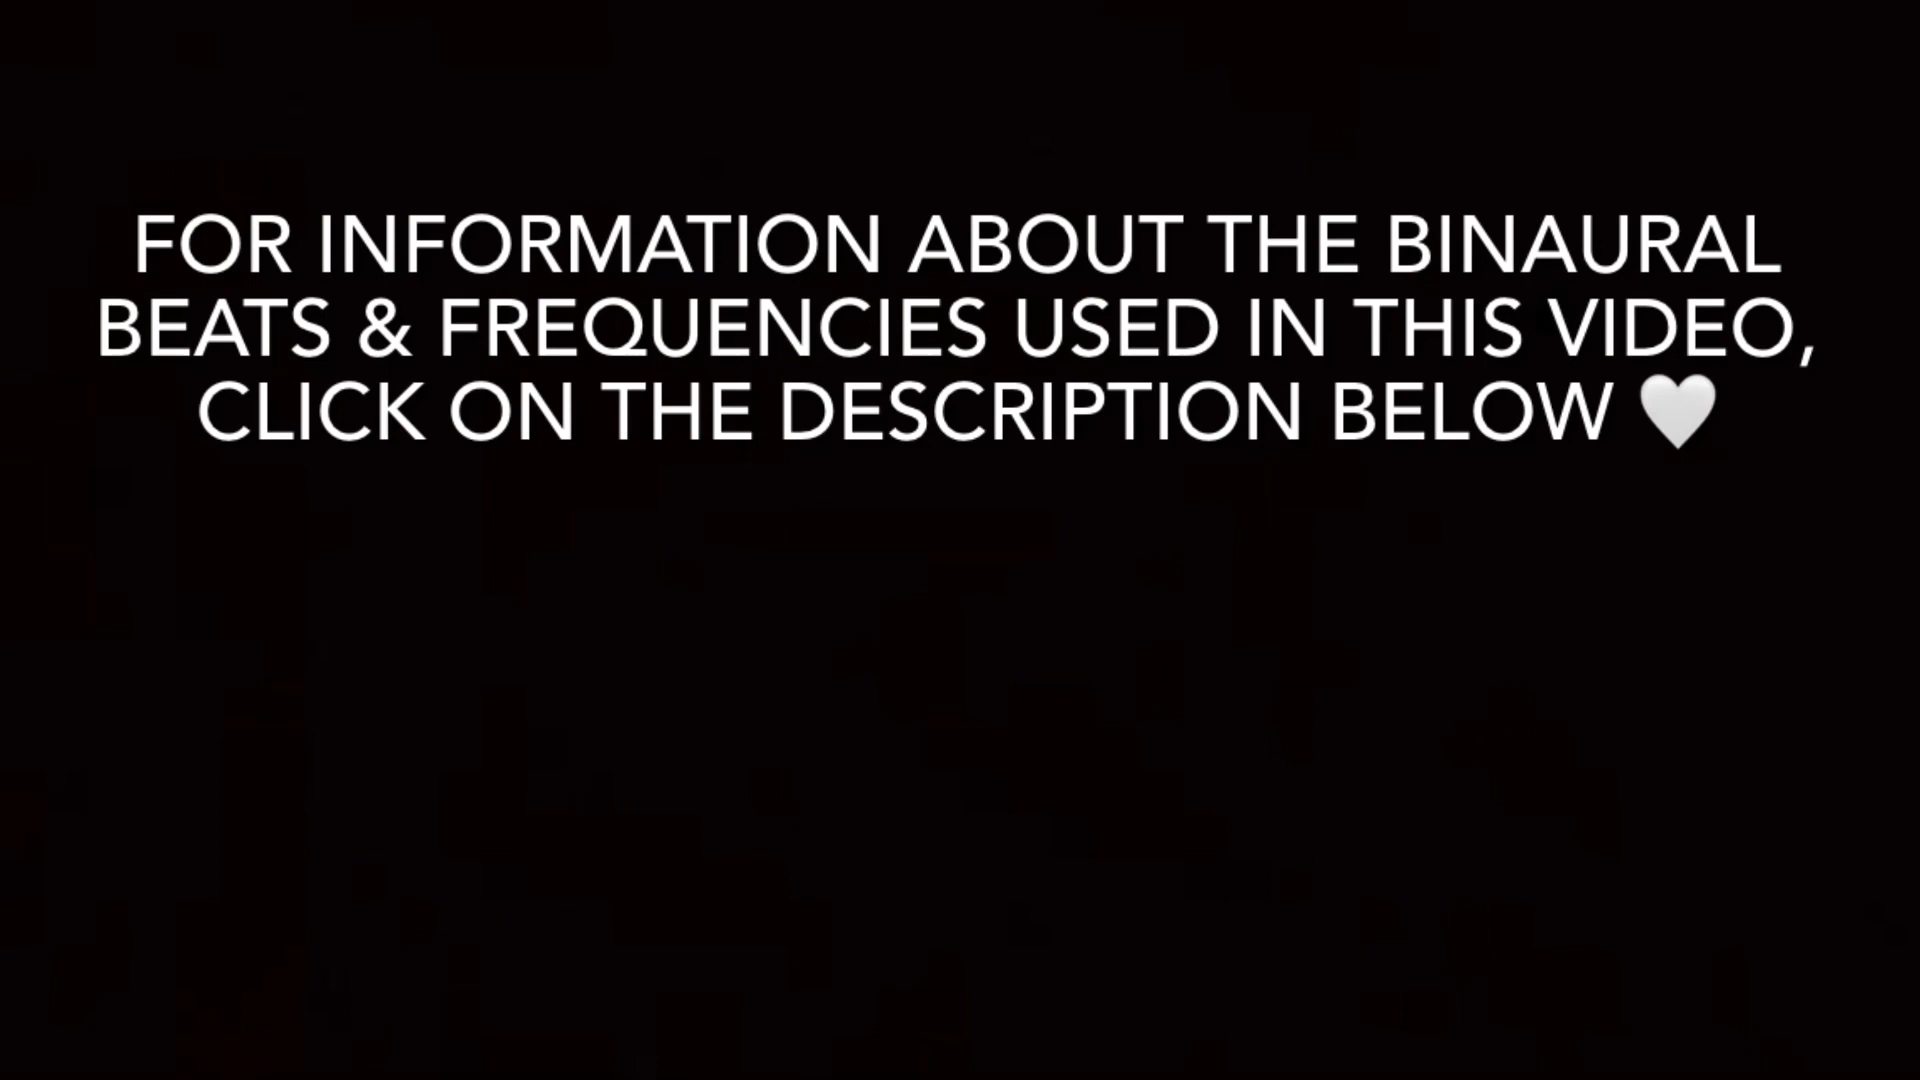 FOR INFORMATION ABOUT THE BINAURAL
BEATS & FREQUENCIES USED IN THIS VIDEO,
CLICK ON THE DESCRIPTION BELOW 🤍